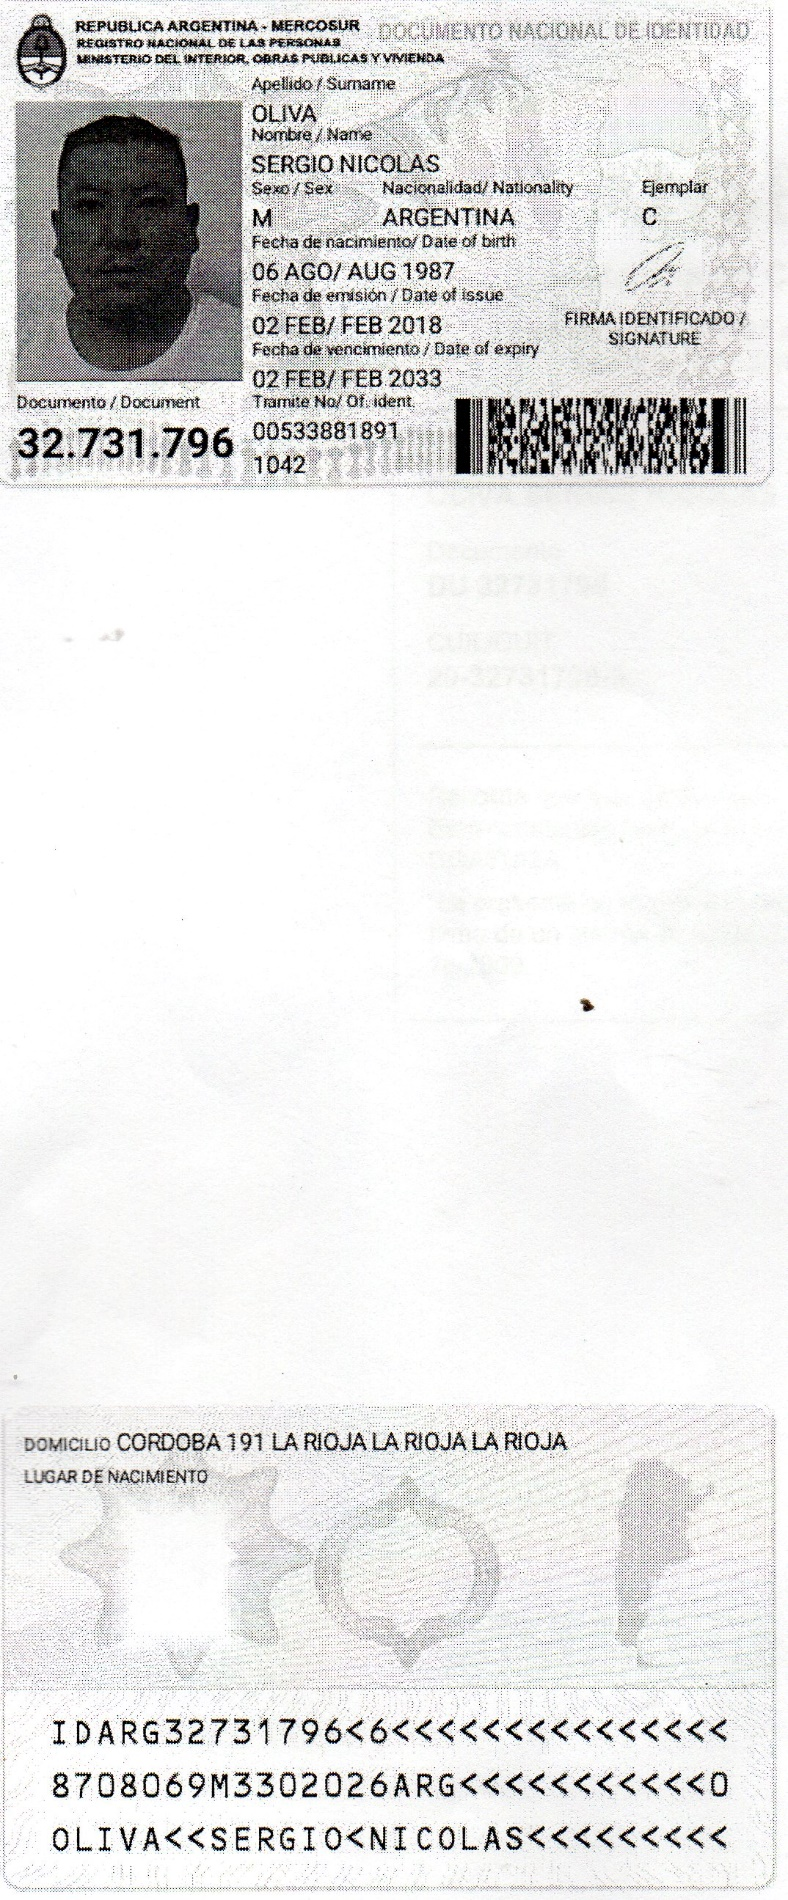 REPUBLICA ARGENTINA - MERCOSUR
DOCUMENTO NACIONAL DE IDENTIDAD
REGISTRO NACIONAL DE LAS PERSONAS
MINISTERIO DEL INTERIOR, OBRAS PUBLICAS Y VIVIENDA
Apellido / Surname
OLIVA
Nombre / Name
SERGIO NICOLAS
Sexo / Sex Nacionalidad/ Nationality Ejemplar
M ARGENTINA C
Fecha de nacimiento/ Date of birth
06 AGO/ AUG 1987
Fecha de emisión / Date of issue
02 FEB/ FEB 2018
FIRMA IDENTIFICADO /
SIGNATURE
Fecha de vencimiento / Date of expiry
02 FEB/ FEB 2033
Documento / Document
32.731.796
Tramite No/ Of. ident.
00533881891
1042
Documento
DU 32731796
DOMICILIO CORDOBA 191 LA RIOJA LA RIOJA LA RIOJA
LUGAR DE NACIMIENTO
IDARG32731796<6<<<<<<<<<<<<<<<
8708069M3302026ARG<<<<<<<<<<<0
OLIVA<<SERGIO<NICOLAS<<<<<<<<<